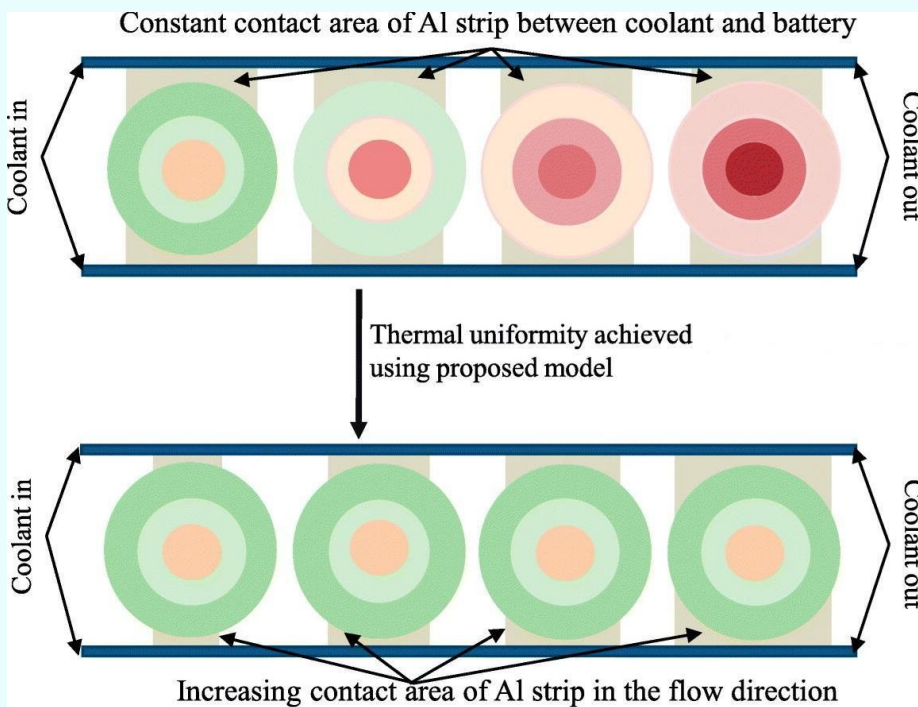 Constant contact area of Al strip between coolant and battery
Coolant in
Coolant out
Thermal uniformity achieved
using proposed model
Coolant in
Coolant out
Increasing contact area of Al strip in the flow direction